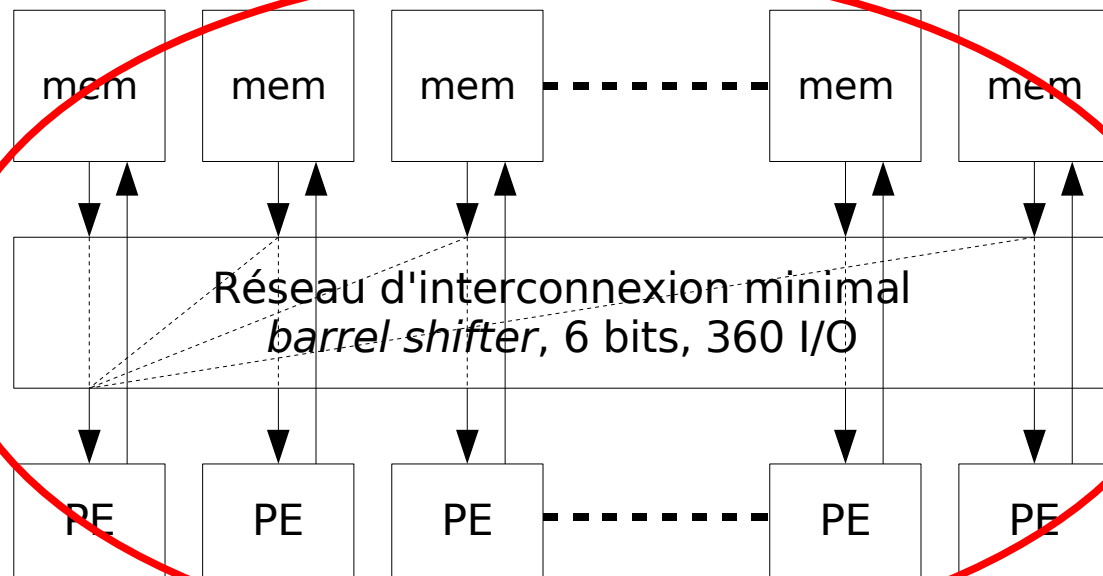 mem mem mem mem mem
Réseau d'interconnexion minimal
barrel shifter, 6 bits, 360 I/O
PE PE PE PE PE